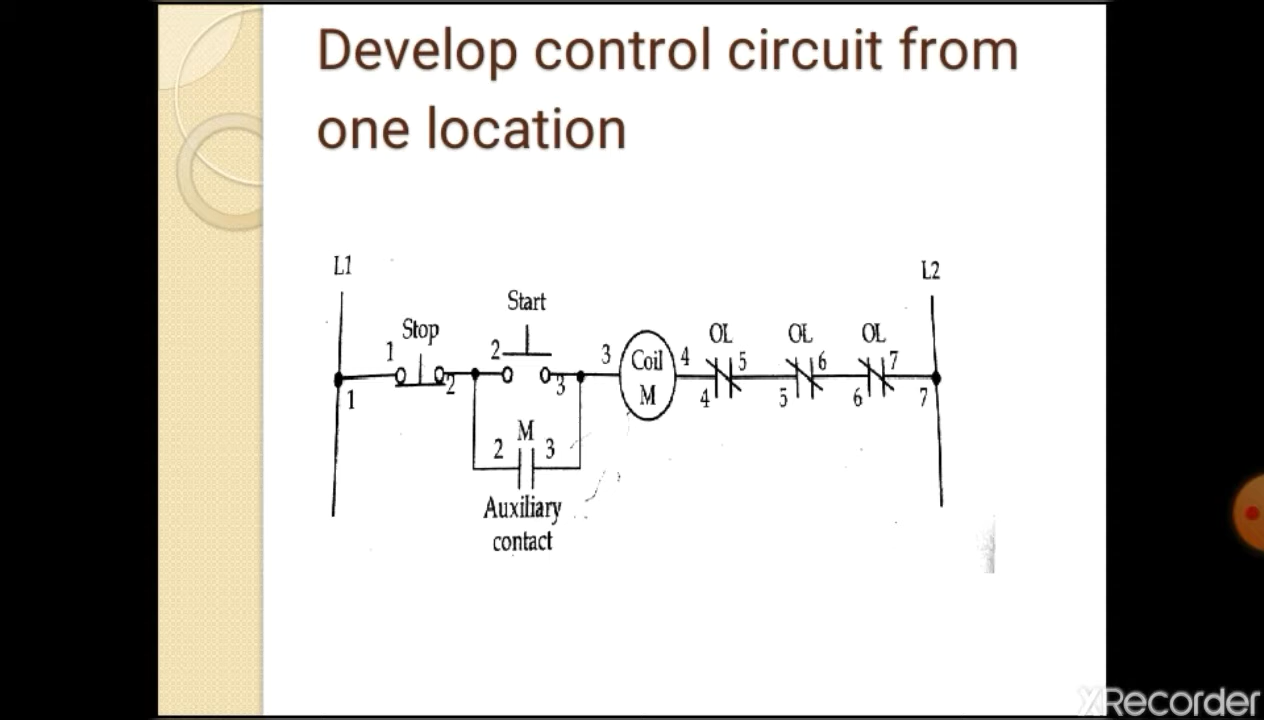 Develop control circuit from
one location
L1
L2
Start
Stop
OL
OL
OL
1
2
3
Coil
M
4
5
6
7
1
2
3
4
5
6
7
M
2
3
Auxiliary
contact
XRecorder